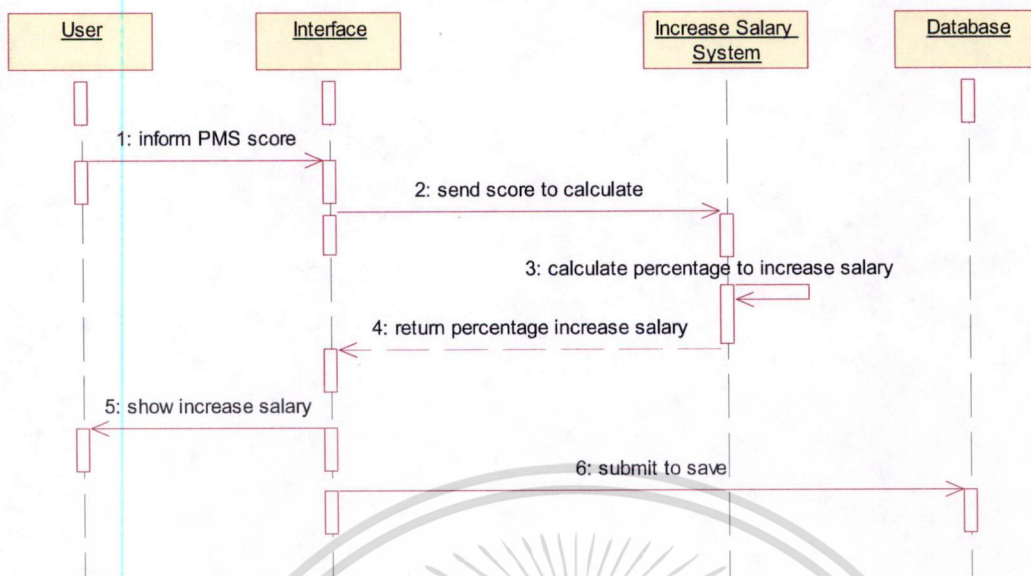 User
Interface
Increase Salary
System
Database
1: inform PMS score
2: send score to calculate
3: calculate percentage to increase salary
4: return percentage increase salary
5: show increase salary
6: submit to save